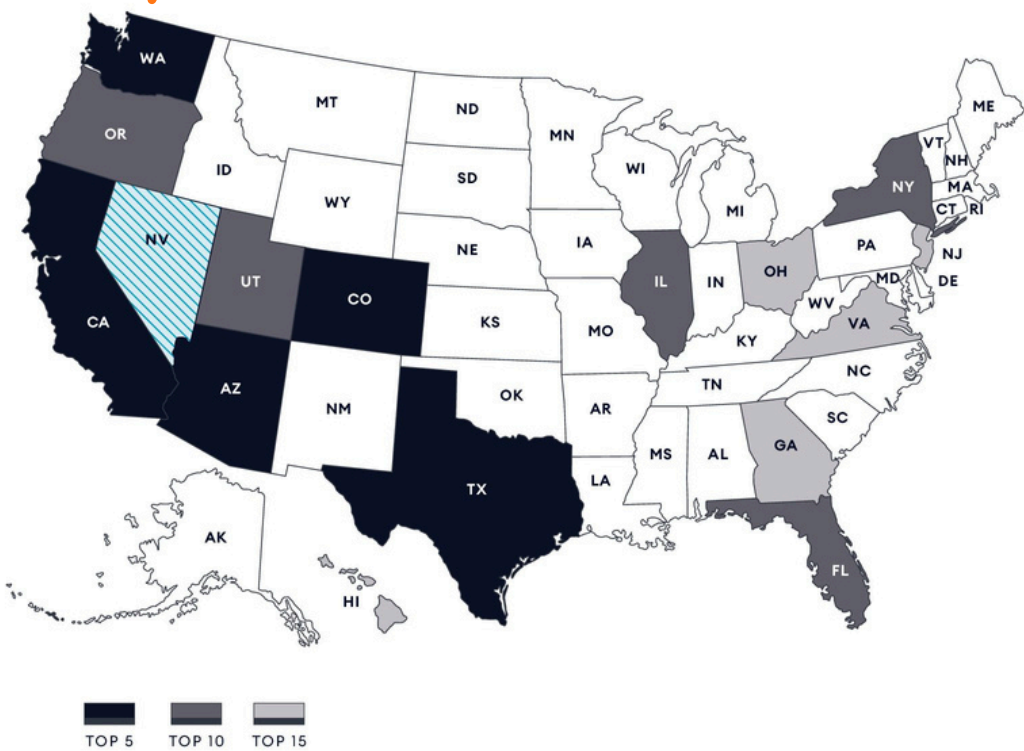 WA
MT
ND
MN
ME
OR
ID
SD
WI
VT
NH
NY
MA
WY
MI
CT RI
NV
NE
IA
PA
NJ
UT
CO
IL
IN
OH
MD
DE
WV
CA
KS
MO
KY
VA
AZ
NM
OK
AR
TN
NC
SC
MS
AL
GA
TX
LA
AK
FL
HI
TOP 5 TOP 10 TOP 15